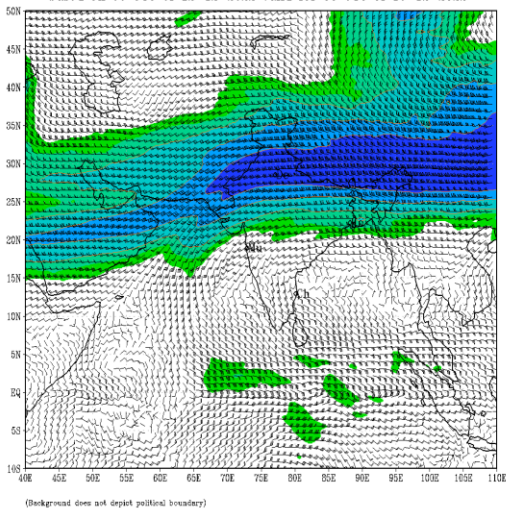 50N
45N
40N
35N
30N
25N
20N
15N
10N
5N
EQ
5S
10S
40E 45E 50E 55E 60E 65E 70E 75E 80E 85E 90E 95E 100E 105E 110E
(Background does not depict political boundary)